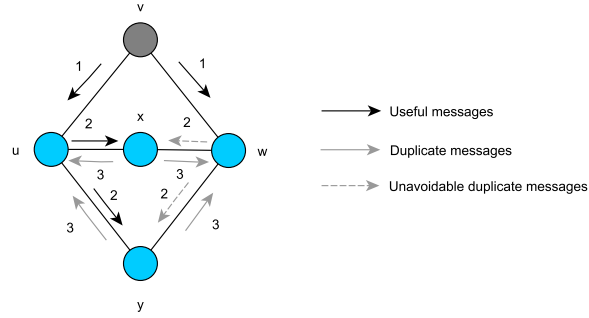 v
1
1
Useful messages
x
2
2
u
w
Duplicate messages
3
3
2
2
Unavoidable duplicate messages
3
3
y